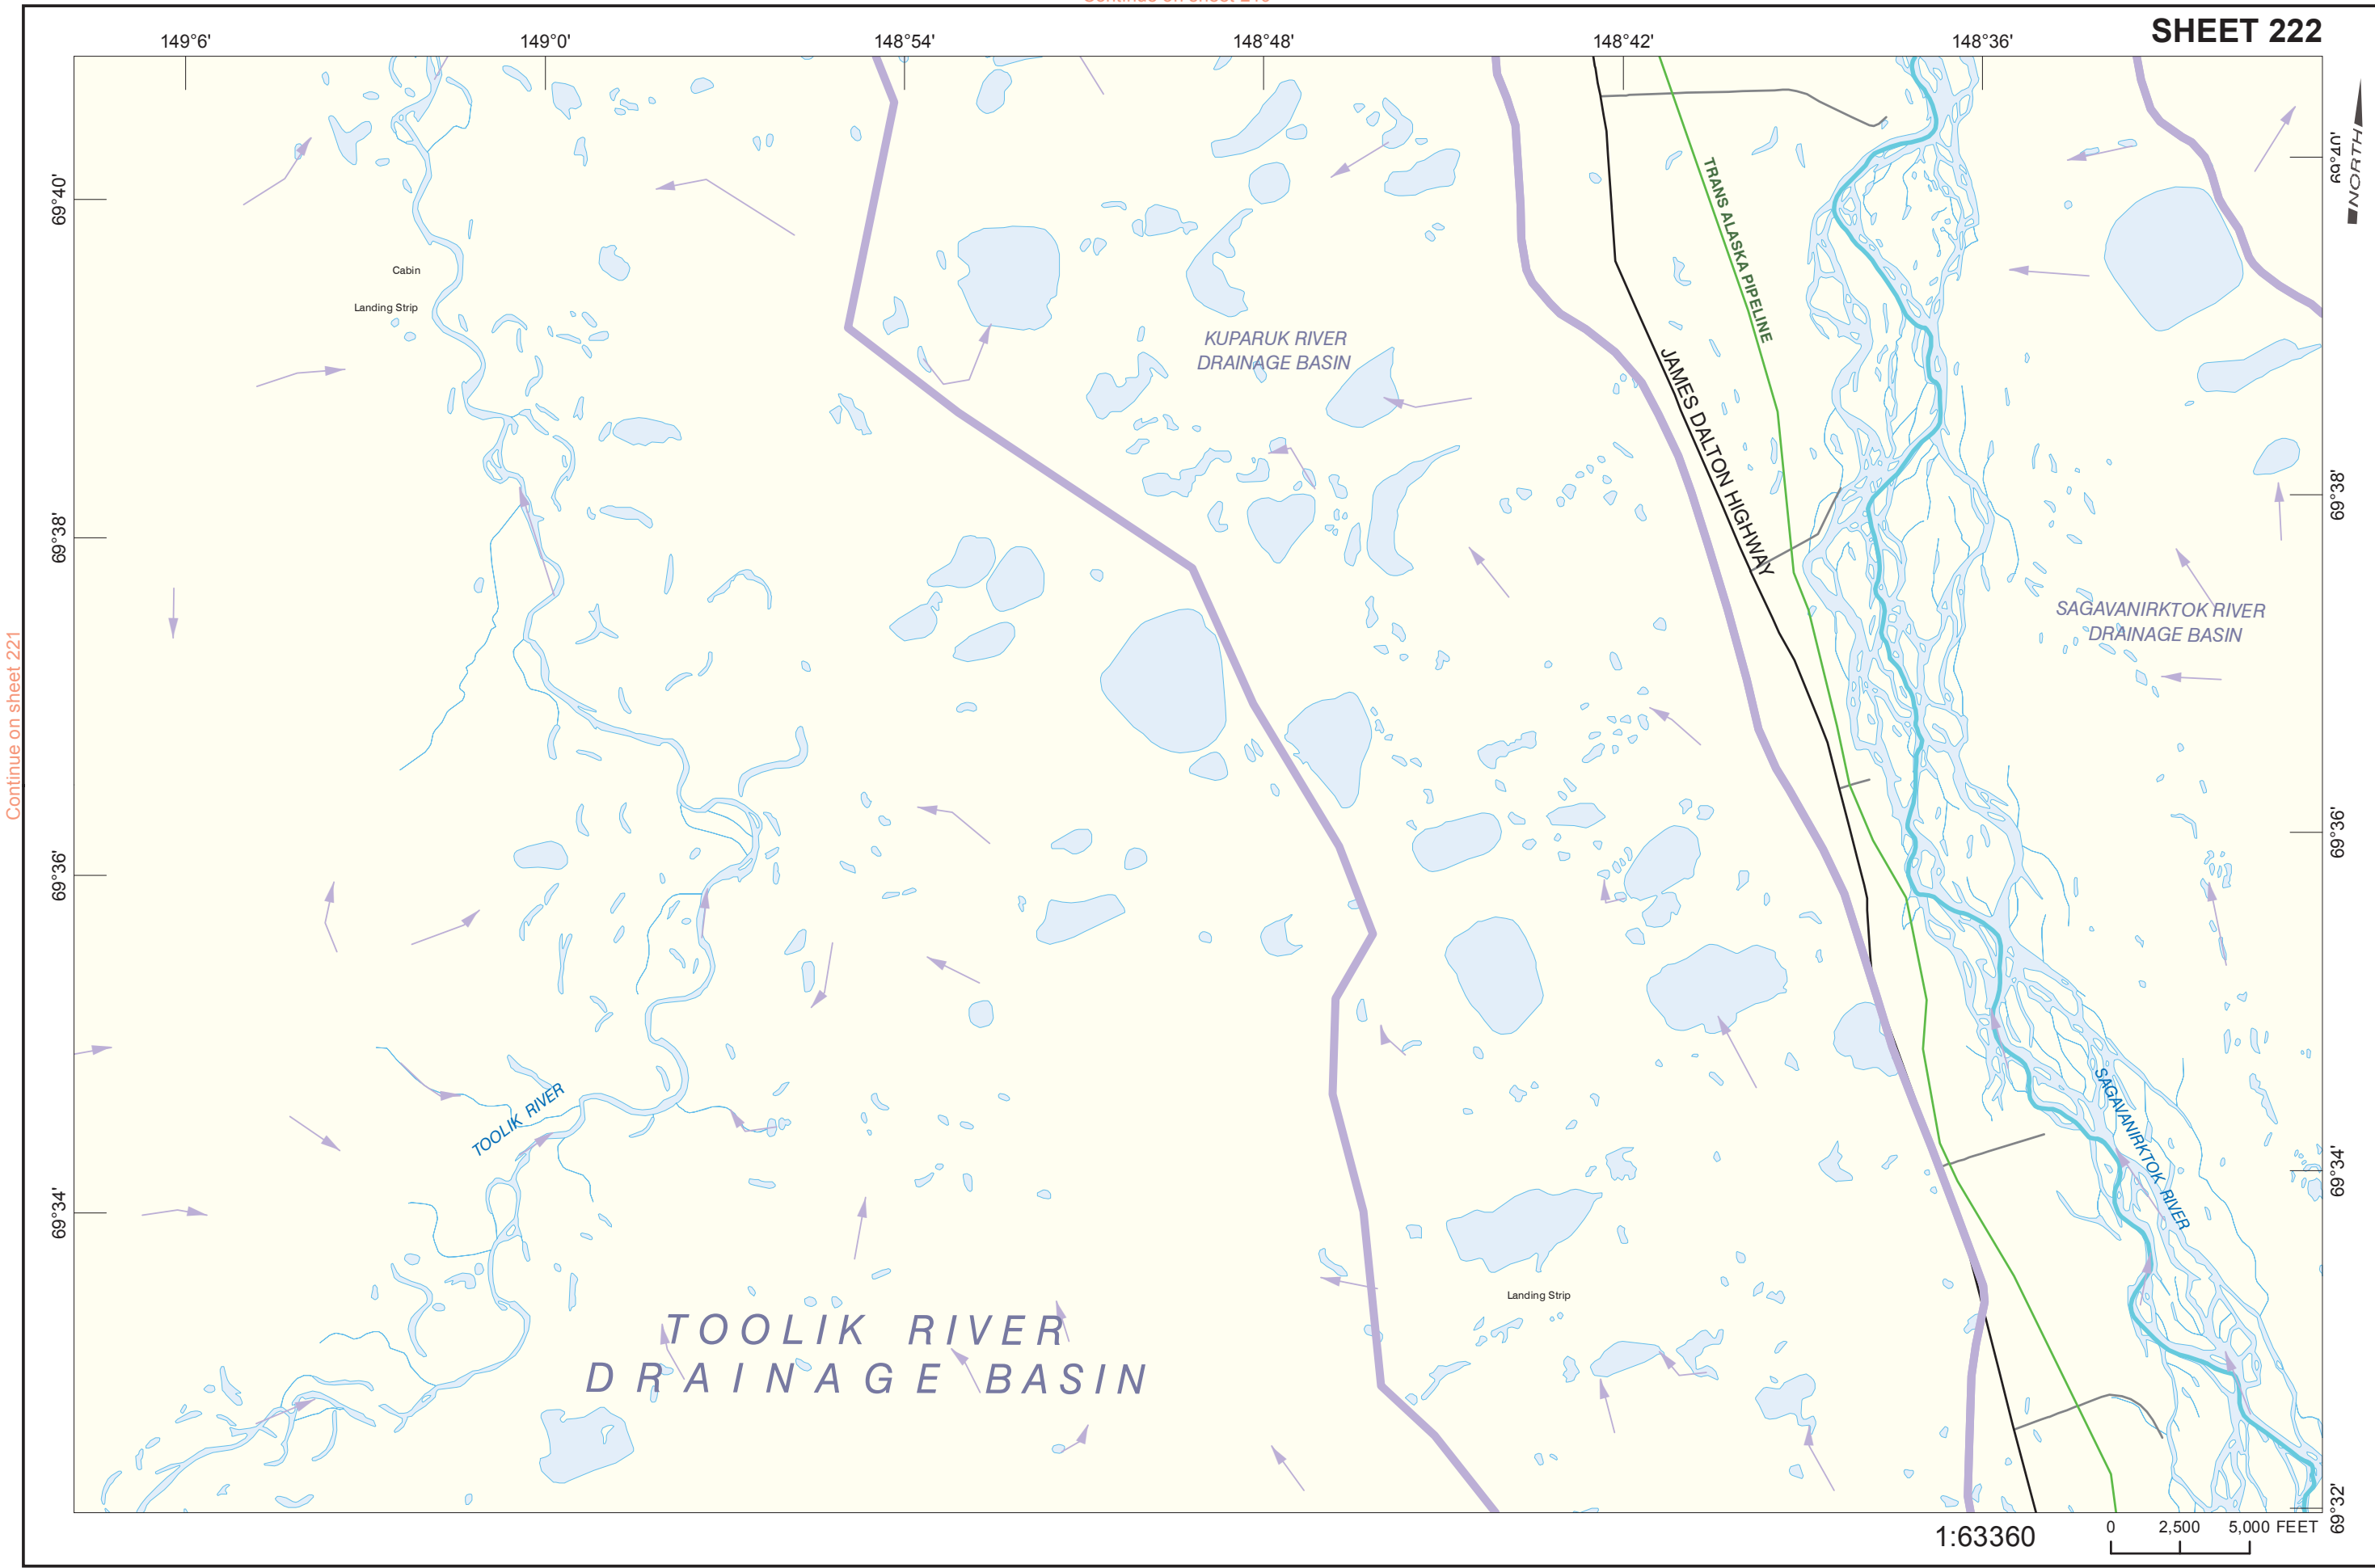 SHEET 222
149°6'
149°0'
148°54'
148°48'
148°42'
148°36'
69°40'
69°40'
NORTH
TRANS ALASKA PIPELINE
Cabin
Landing Strip
KUPARUK RIVER
DRAINAGE BASIN
JAMES DALTON HIGHWAY
69°38'
69°38'
SAGAVANIRKTOK RIVER
DRAINAGE BASIN
Continue on sheet 221
69°36'
69°36'
TOOLIK RIVER
SAGAVANIRKTOK RIVER
69°34'
69°34'
Landing Strip
TOOLIK RIVER
DRAINAGE BASIN
69°32'
1:63360
0 2,500 5,000 FEET